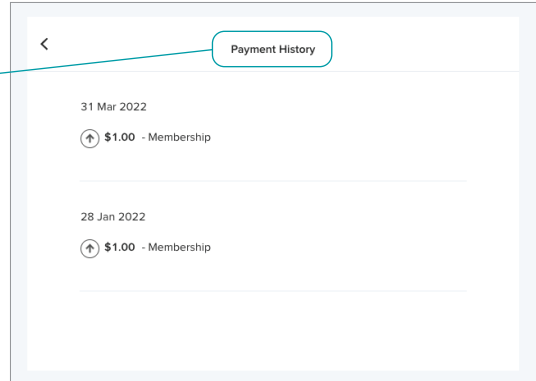 Payment History
31 Mar 2022
$1.00 - Membership
28 Jan 2022
$1.00 - Membership